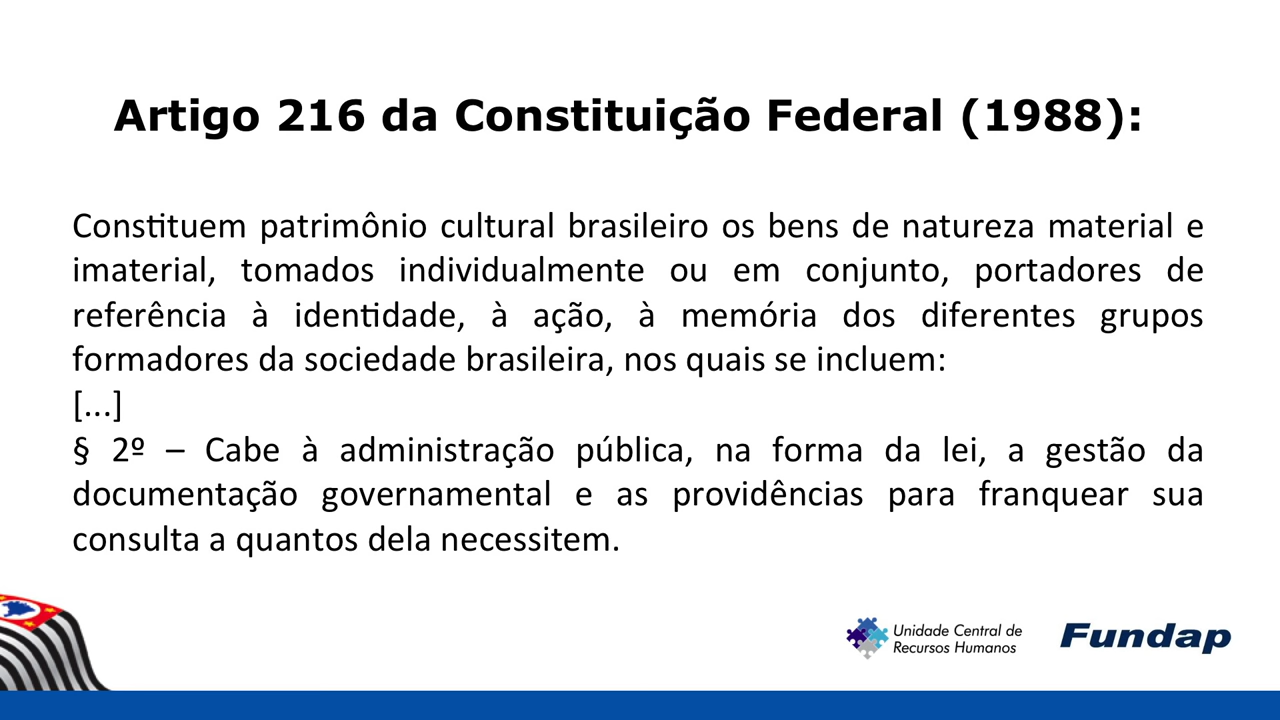 Artigo 216 da Constituição Federal (1988):
Constituem patrimônio cultural brasileiro os bens de natureza material e
imaterial, tomados individualmente ou em conjunto, portadores de
referência à identidade, à ação, à memória dos diferentes grupos
formadores da sociedade brasileira, nos quais se incluem:
[...]
§ 2º – Cabe à administração pública, na forma da lei, a gestão da
documentação governamental e as providências para franquear sua
consulta a quantos dela necessitem.
Unidade Central de
Recursos Humanos
Fundap